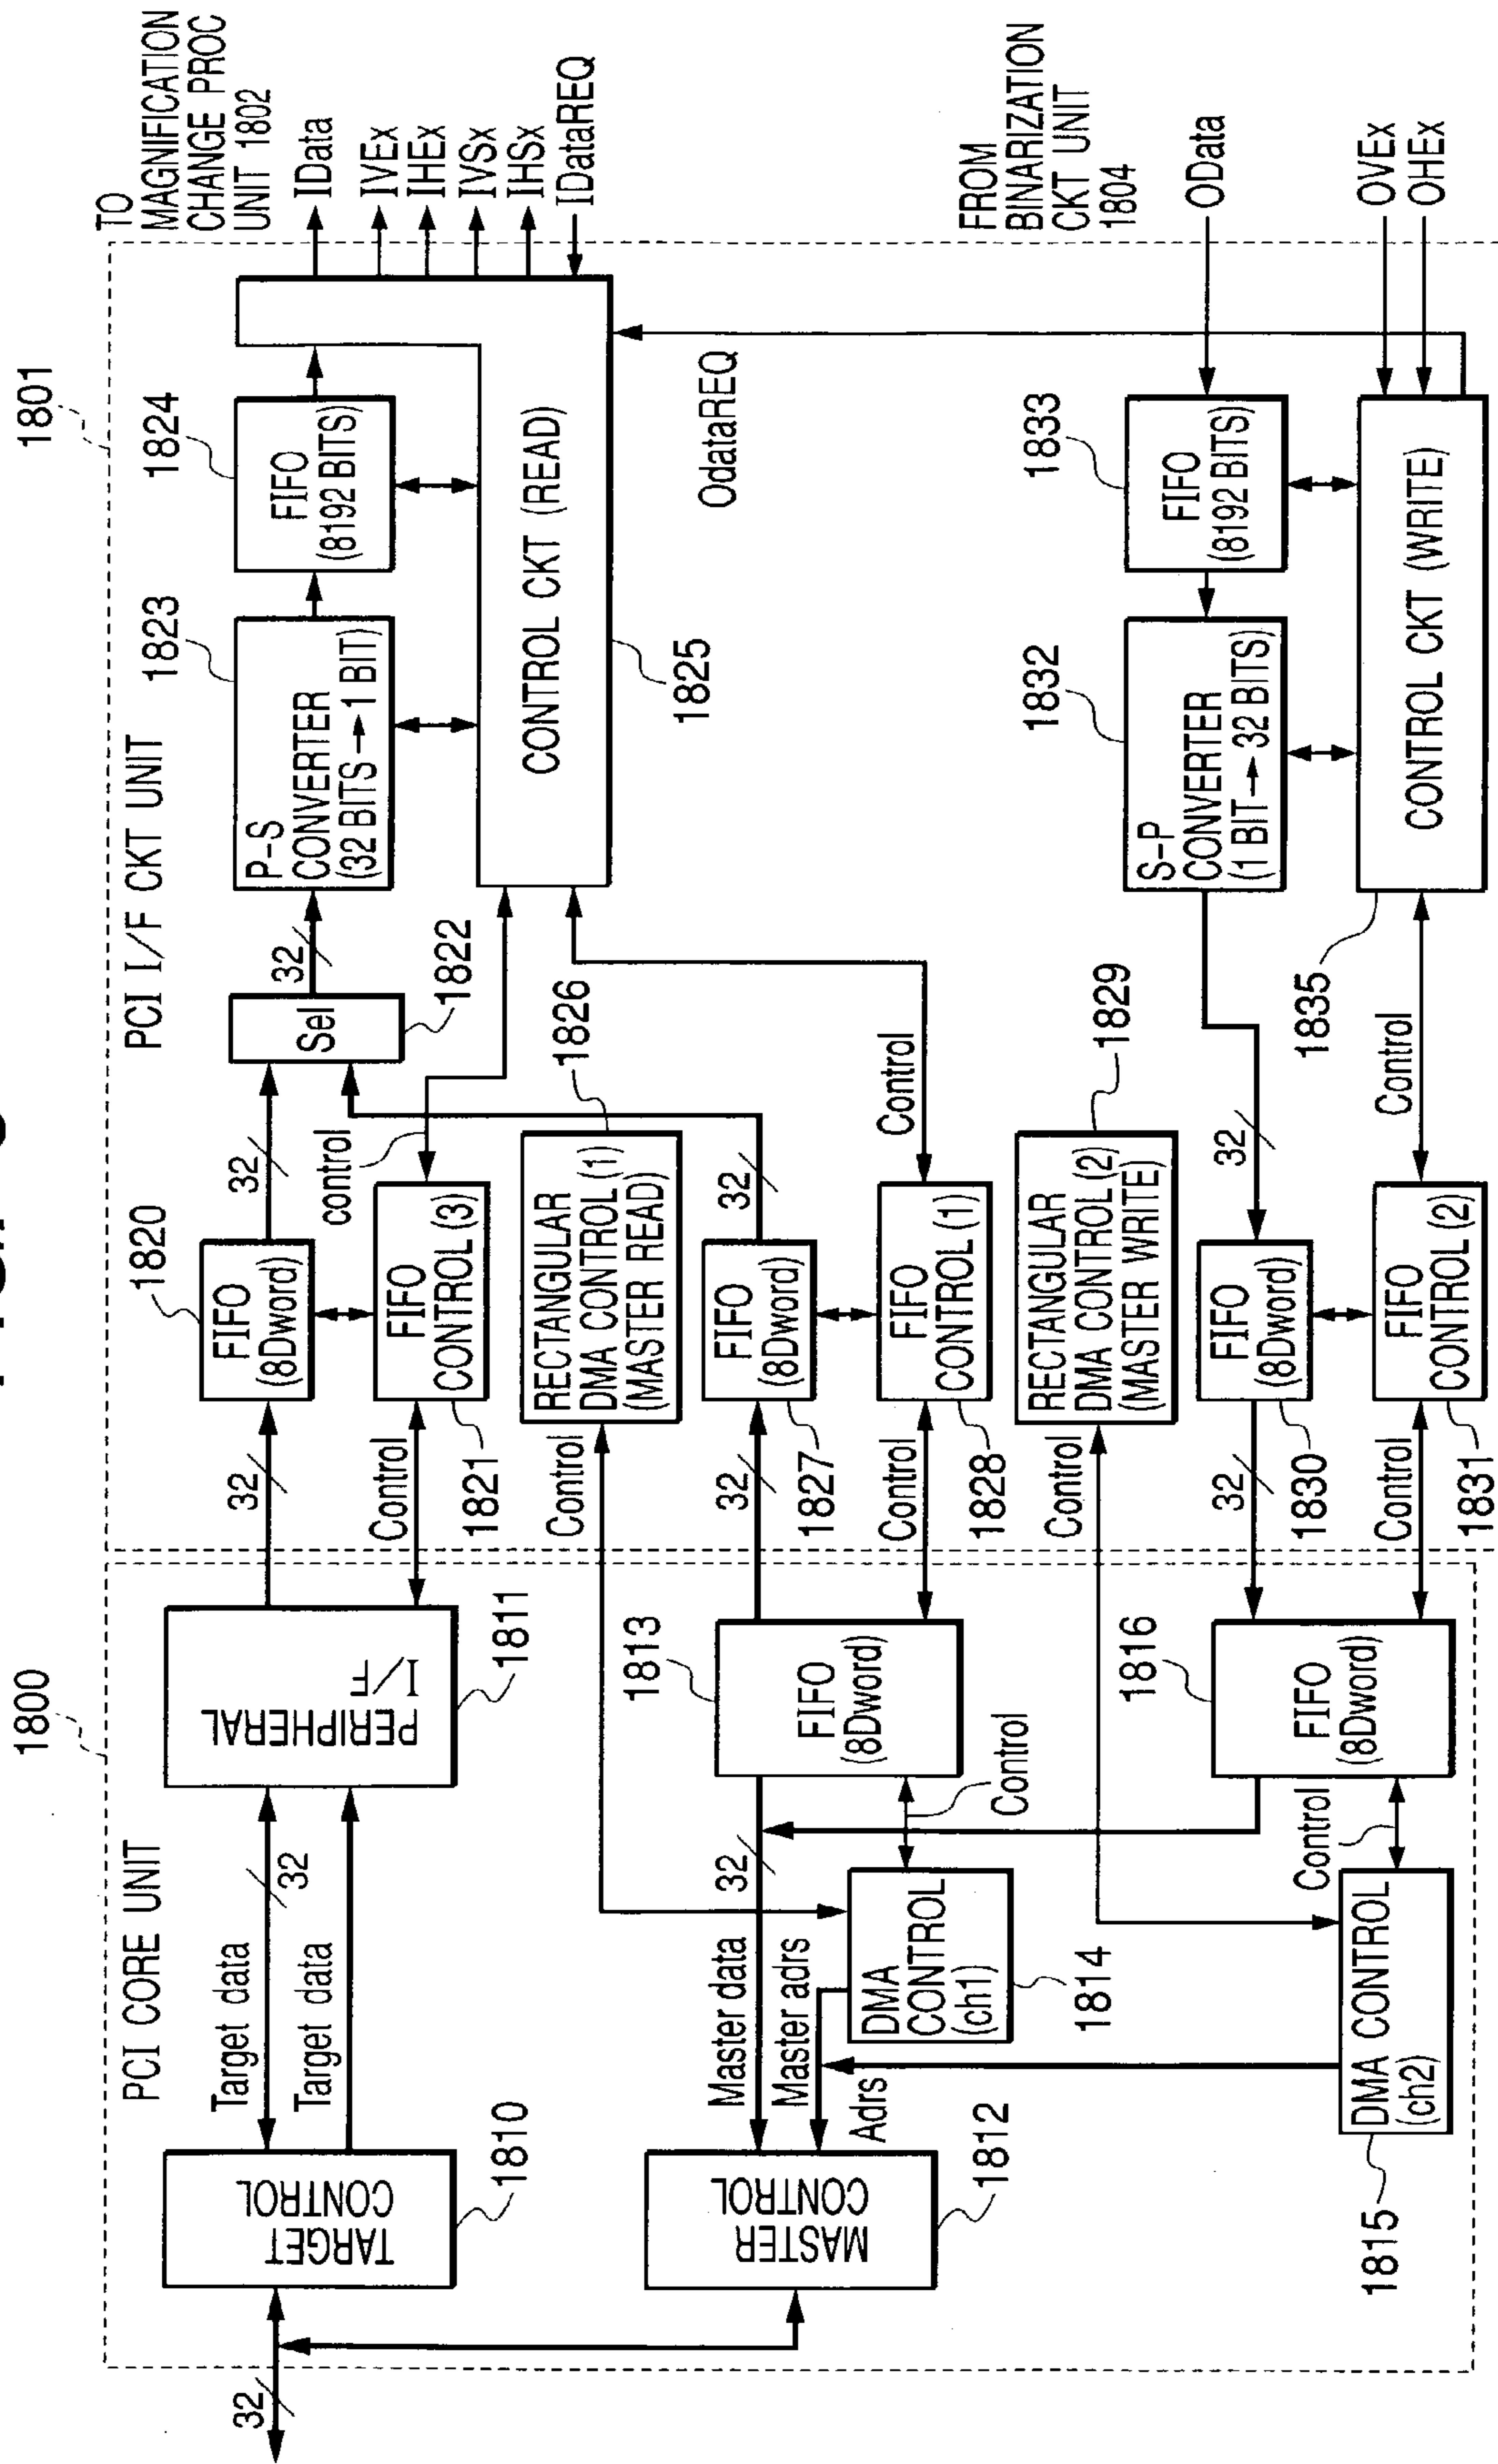 1800
1801
PCI CORE UNIT
PCI I/F CKT UNIT
32
TARGET
CONTROL
1810
Target data
32
Target data
PERIPHERAL
I/F
1811
32
FIFO
(8Dword)
1820
32
Control
FIFO
CONTROL (3)
1821
control
Sel
1822
32
P-S
CONVERTER
(32 BITS → 1 BIT)
1823
FIFO
(8192 BITS)
1824
CONTROL CKT (READ)
1825
TO
MAGNIFICATION
CHANGE PROC
UNIT 1802
IData
IVEx
IHEx
IVSx
IHSx
IDataREQ
Control
RECTANGULAR
DMA CONTROL (1)
(MASTER READ)
1826
MASTER
CONTROL
1812
Master data
32
Master adrs
Adrs
DMA
CONTROL
(ch1)
1814
Control
FIFO
(8Dword)
1813
32
FIFO
(8Dword)
1827
32
Control
FIFO
CONTROL (1)
1828
Control
OdataREQ
Control
RECTANGULAR
DMA CONTROL (2)
(MASTER WRITE)
1829
DMA CONTROL
(ch2)
1815
Control
FIFO
(8Dword)
1816
32
FIFO
(8Dword)
1830
32
Control
FIFO
CONTROL (2)
1831
Control
S-P
CONVERTER
(1 BIT → 32 BITS)
1832
FIFO
(8192 BITS)
1833
CONTROL CKT (WRITE)
1835
FROM
BINARIZATION
CKT UNIT
1804
OData
OVEx
OHEx